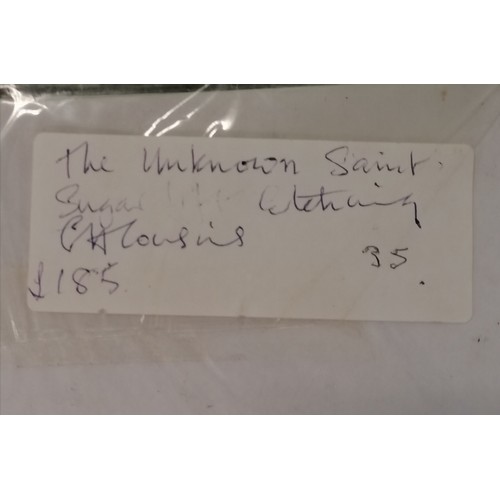 The Unknown Saint.
Sugar lift etching
C H Cousins
35.
£185